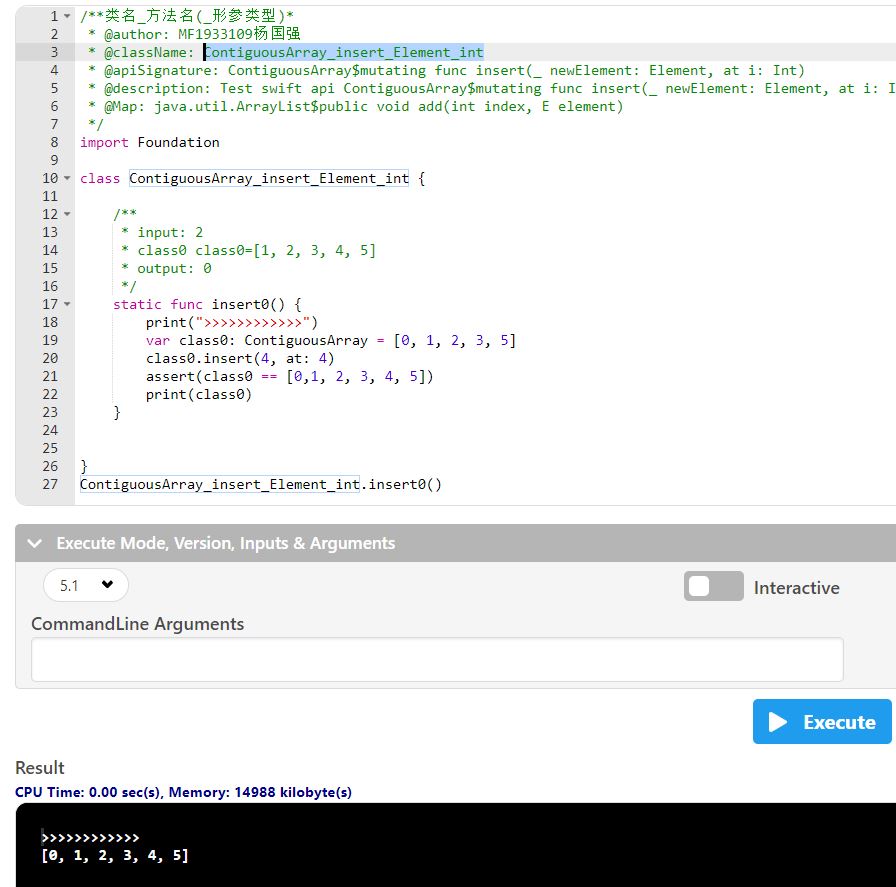 1 /**类名_方法名(_形参类型)*
2 * @author: MF1933109杨国强
3 * @className: ContiguousArray_insert_Element_int
4 * @apiSignature: ContiguousArray$mutating func insert(_ newElement: Element, at i: Int)
5 * @description: Test swift api ContiguousArray$mutating func insert(_ newElement: Element, at i: I
6 * @Map: java.util.ArrayList$public void add(int index, E element)
7 */
8 import Foundation
9
10 class ContiguousArray_insert_Element_int {
11
12 /**
13 * input: 2
14 * class0 class0=[1, 2, 3, 4, 5]
15 * output: 0
16 */
17 static func insert0() {
18 print(">>>>>>>>>>>>")
19 var class0: ContiguousArray = [0, 1, 2, 3, 5]
20 class0.insert(4, at: 4)
21 assert(class0 == [0,1, 2, 3, 4, 5])
22 print(class0)
23 }
24
25
26 }
27 ContiguousArray_insert_Element_int.insert0()
Execute Mode, Version, Inputs & Arguments
5.1 Interactive
CommandLine Arguments
Execute
Result
CPU Time: 0.00 sec(s), Memory: 14988 kilobyte(s)
>>>>>>>>>>>>
[0, 1, 2, 3, 4, 5]